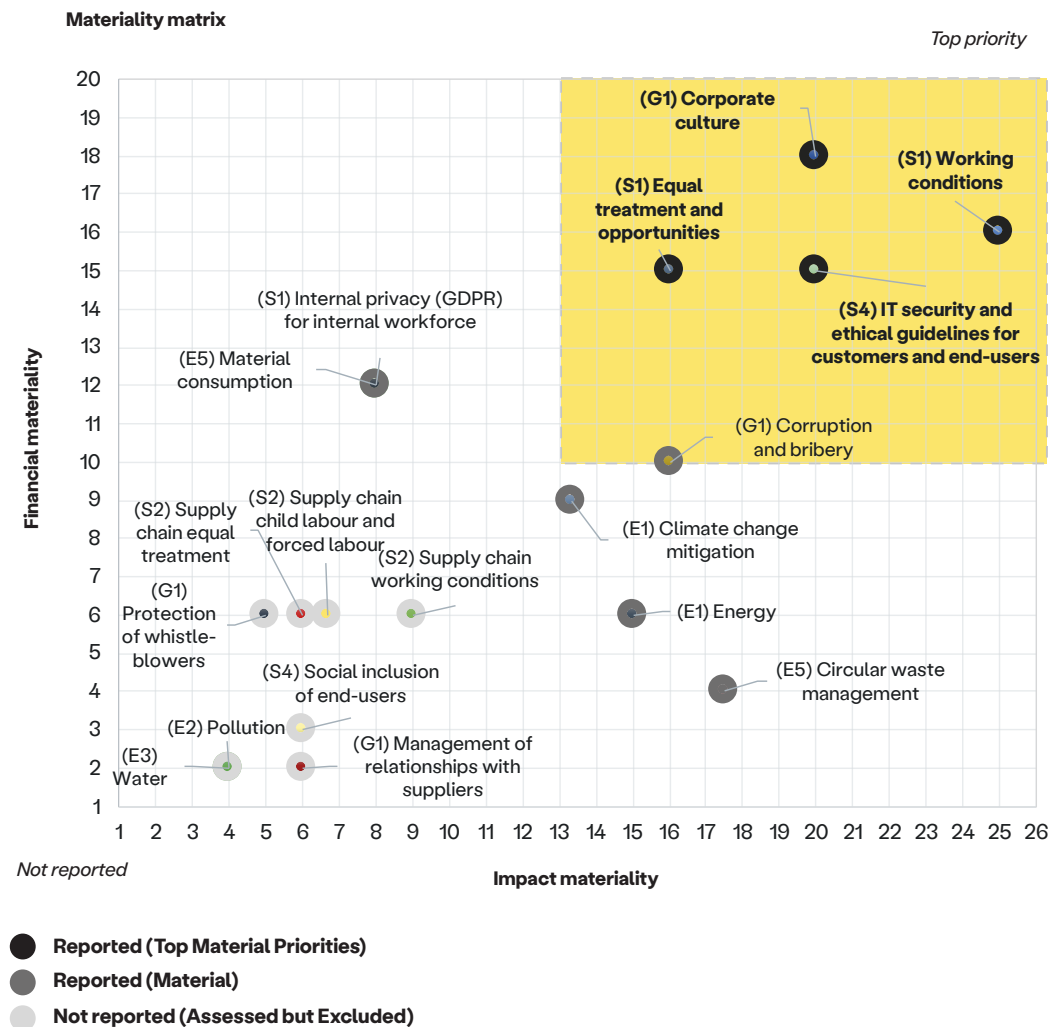 Materiality matrix
Top priority
Financial materiality
20
19
18
17
16
15
14
13
12
11
10
9
8
7
6
5
4
3
2
1
(G1) Corporate
culture
(S1) Working
conditions
(S1) Equal
treatment and
opportunities
(S4) IT security and
ethical guidelines for
customers and end-users
(S1) Internal privacy (GDPR)
for internal workforce
(E5) Material
consumption
(G1) Corruption
and bribery
(E1) Climate change
mitigation
(S2) Supply
chain equal
treatment
(S2) Supply chain
child labour and
forced labour
(S2) Supply chain
working conditions
(G1)
Protection
of whistle-
blowers
(E1) Energy
(E5) Circular waste
management
(S4) Social inclusion
of end-users
(E2) Pollution
(E3)
Water
(G1) Management of
relationships with
suppliers
1 2 3 4 5 6 7 8 9 10 11 12 13 14 15 16 17 18 19 20 21 22 23 24 25 26
Not reported
Impact materiality
Reported (Top Material Priorities)
Reported (Material)
Not reported (Assessed but Excluded)